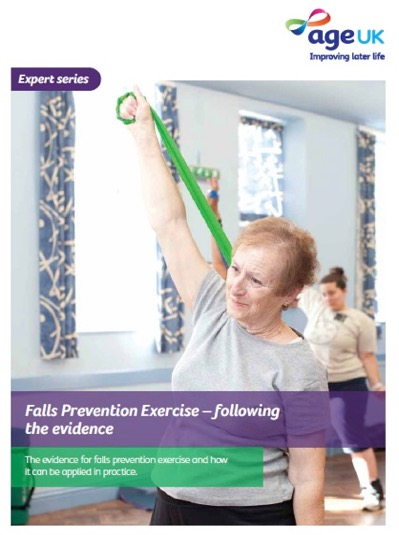 age UK
Improving later life
Expert series
Falls Prevention Exercise – following
the evidence
The evidence for falls prevention exercise and how
it can be applied in practice.